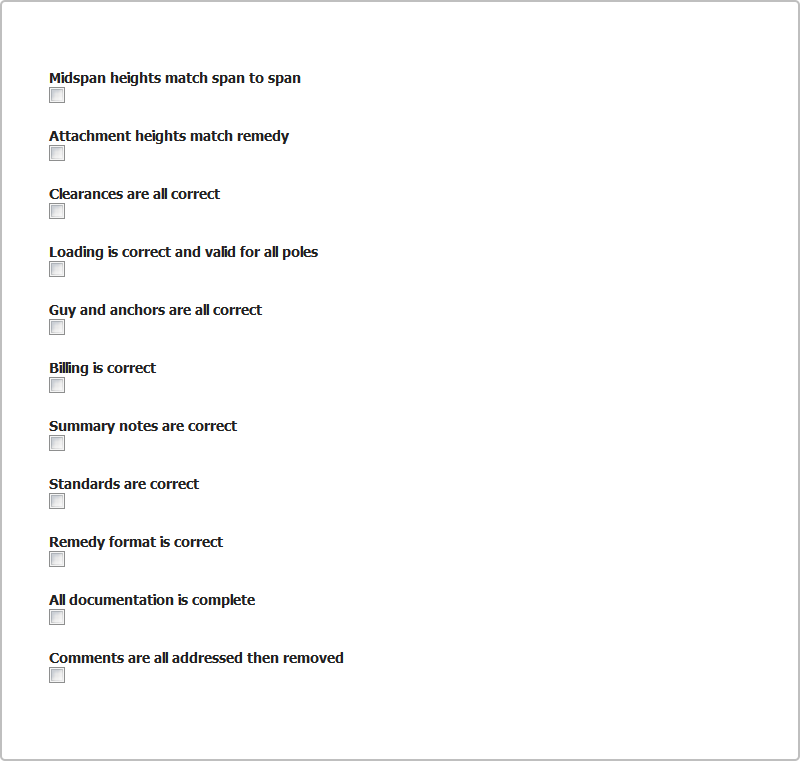 Midspan heights match span to span
Attachment heights match remedy
Clearances are all correct
Loading is correct and valid for all poles
Guy and anchors are all correct
Billing is correct
Summary notes are correct
Standards are correct
Remedy format is correct
All documentation is complete
Comments are all addressed then removed